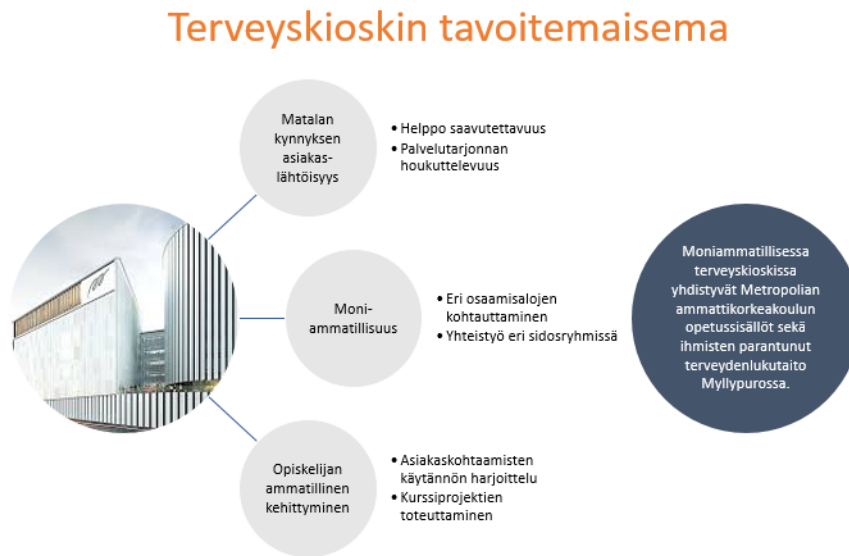 Terveyskioskin tavoitemaisema
Matalan
kynnyksen
asiakas-
lähtöisyys
• Helppo saavutettavuus
• Palvelutarjonnan
houkuttelevuus
Moni-
ammatillisuus
• Eri osaamisalojen
kohtauttaminen
• Yhteistyö eri sidosryhmissä
Opiskelijan
ammatillinen
kehittyminen
• Asiakaskohtaamisten
käytännön harjoittelu
• Kurssiprojektien
toteuttaminen
Moniammatillisessa
terveyskioskissa
yhdistyvät Metropolian
ammattikorkeakoulun
opetussisällöt sekä
ihmisten parantunut
terveydenlukutaito
Myllypurossa.